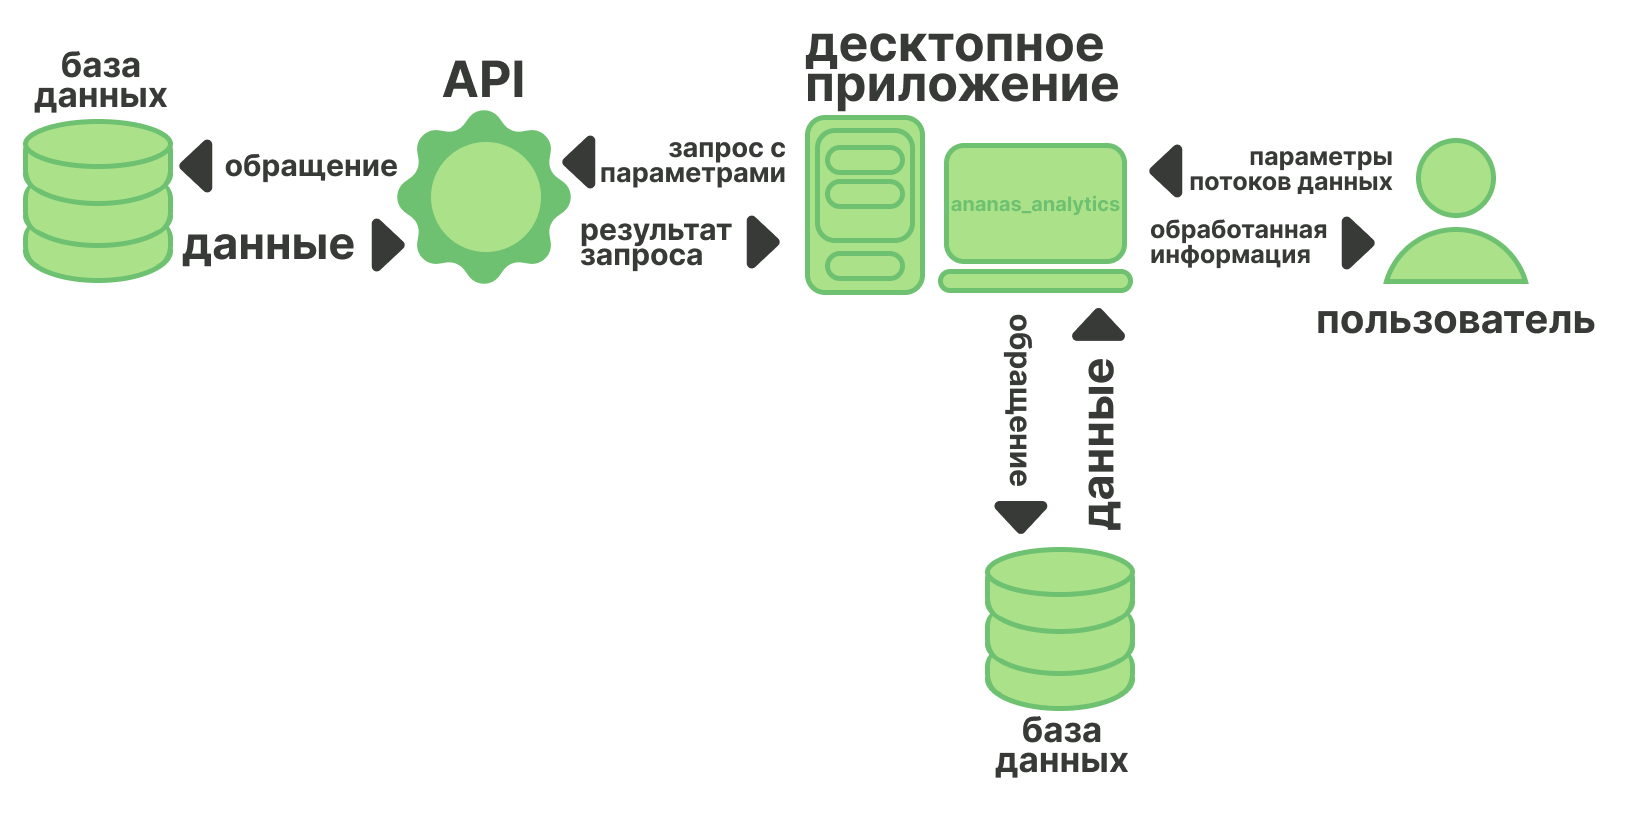 база
данных
обращение
данные
API
запрос с
параметрами
результат
запроса
десктопное
приложение
ananas_analytics
параметры
потоков данных
обработанная
информация
пользователь
обращение
данные
база
данных